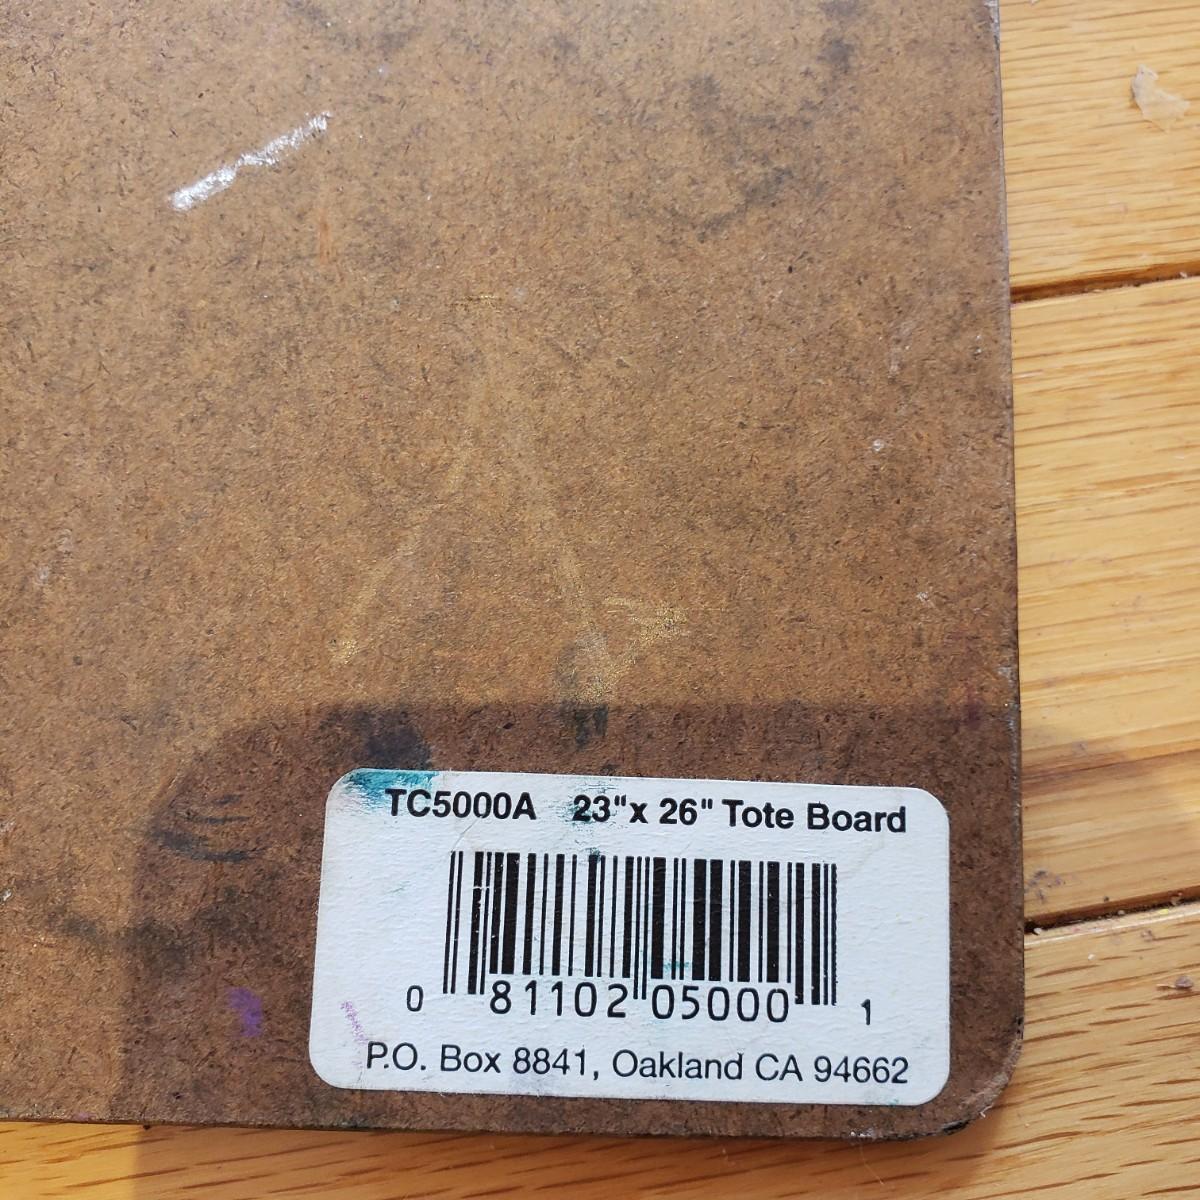 TC5000A 23"x 26" Tote Board
0 81102 05000 1
P.O. Box 8841, Oakland CA 94662